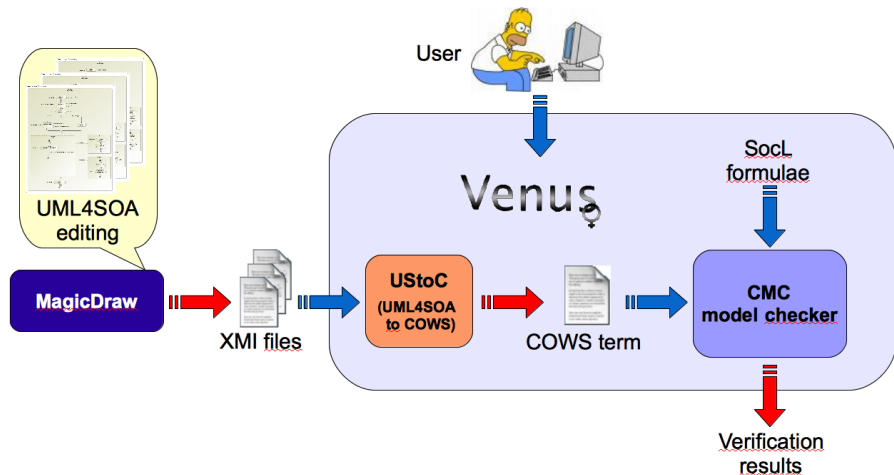 User
UML4SOA
editing
MagicDraw
XMI files
Venus
UStoC
(UML4SOA
to COWS)
COWS term
SocL
formulae
CMC
model checker
Verification
results